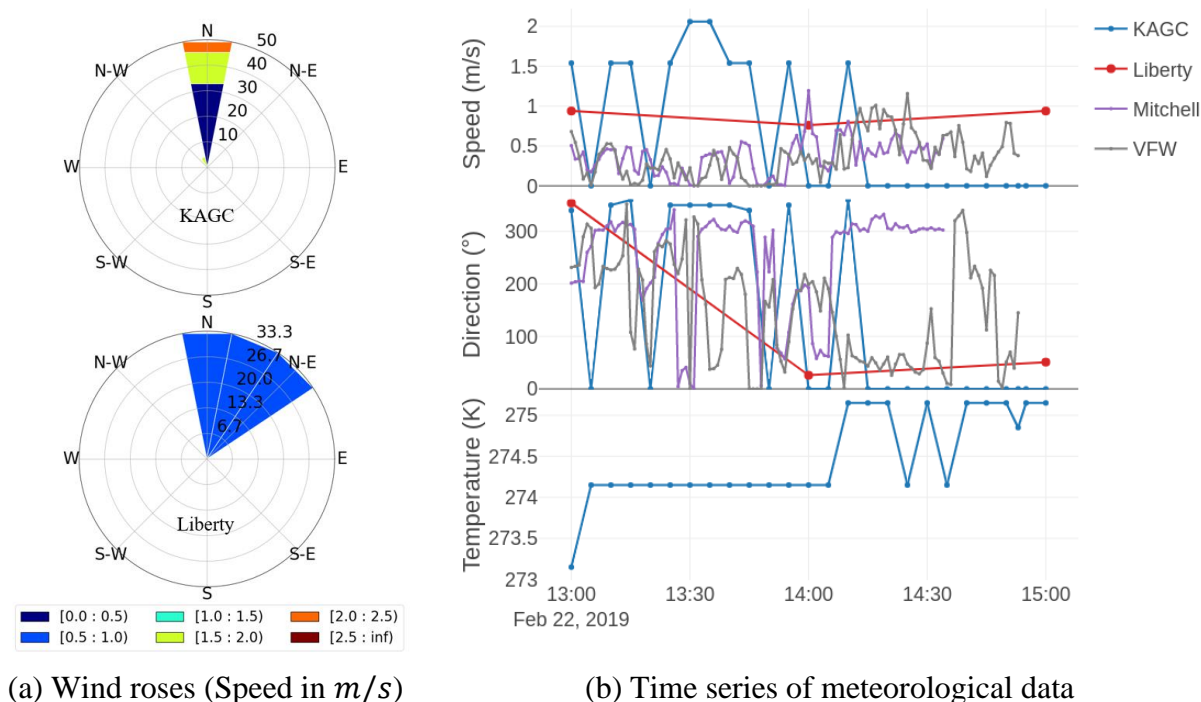 N
50
40
30
20
10
N-W
N-E
W
E
KAGC
S-W
S-E
S
N
33.3
26.7
20.0
13.3
6.7
N-W
N-E
W
E
Liberty
S-W
S-E
S
[0.0 : 0.5) [1.0 : 1.5) [2.0 : 2.5)
[0.5 : 1.0) [1.5 : 2.0) [2.5 : inf)
(a) Wind roses (Speed in m/s)
Speed (m/s)
2
1.5
1
0.5
0
Direction (°)
300
200
100
0
Temperature (K)
275
274.5
274
273.5
273
13:00 13:30 14:00 14:30 15:00
Feb 22, 2019
KAGC
Liberty
Mitchell
VFW
(b) Time series of meteorological data